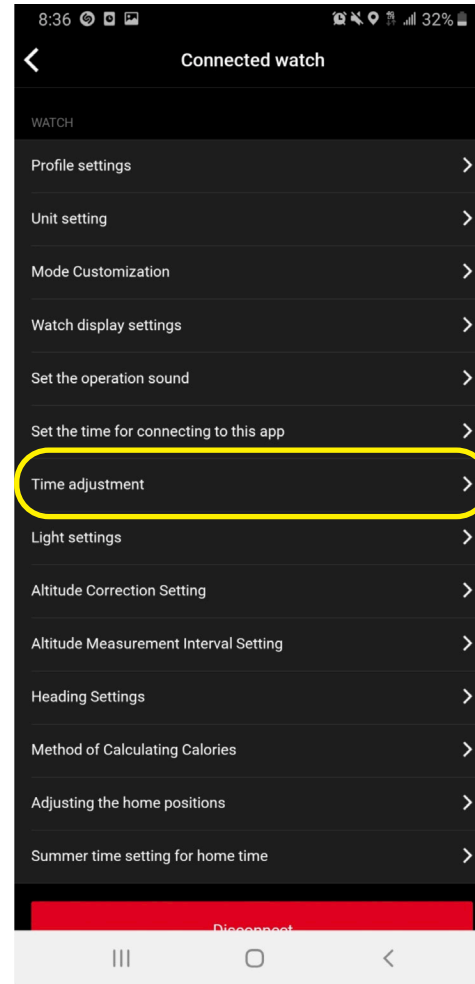 8:36
32%
Connected watch
WATCH
Profile settings
Unit setting
Mode Customization
Watch display settings
Set the operation sound
Set the time for connecting to this app
Time adjustment
Light settings
Altitude Correction Setting
Altitude Measurement Interval Setting
Heading Settings
Method of Calculating Calories
Adjusting the home positions
Summer time setting for home time
Disconnect